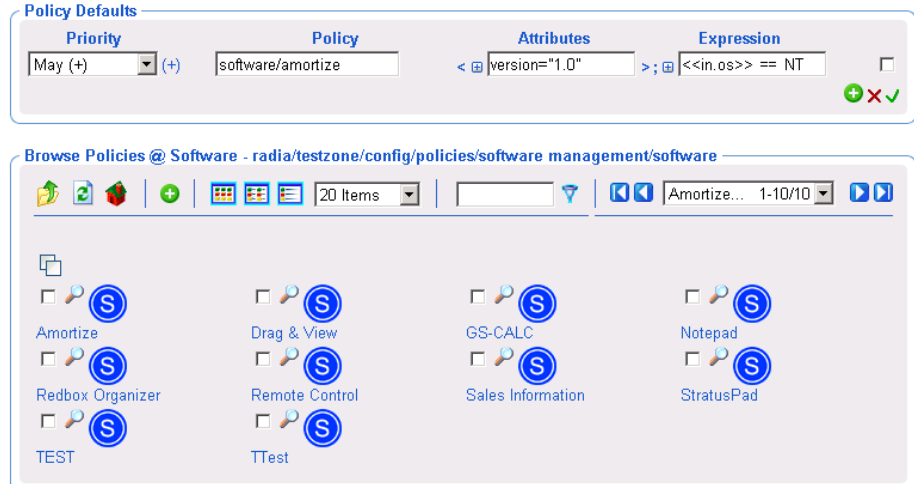 Policy Defaults
Priority Policy Attributes Expression
May (+) (+) software/amortize < version="1.0" > ; <<in.os>> == NT
Browse Policies @ Software - radia/testzone/config/policies/software management/software
20 Items Amortize... 1-10/10
S S S S
Amortize Drag & View GS-CALC Notepad
S S S S
Redbox Organizer Remote Control Sales Information StratusPad
S S
TEST TTest